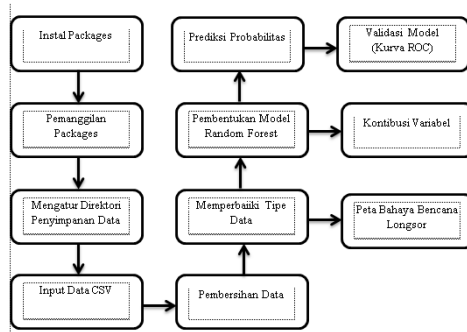 Instal Packages
Pemanggilan
Packages
Mengatur Direktori
Penyimpanan Data
Input Data CSV
Pembersihan Data
Memperbaiiki Tipe
Data
Pembentukan Model
Random Forest
Prediksi Probabilitas
Validasi Model
(Kurva ROC)
Kontibusi Variabel
Peta Bahaya Bencana
Longsor